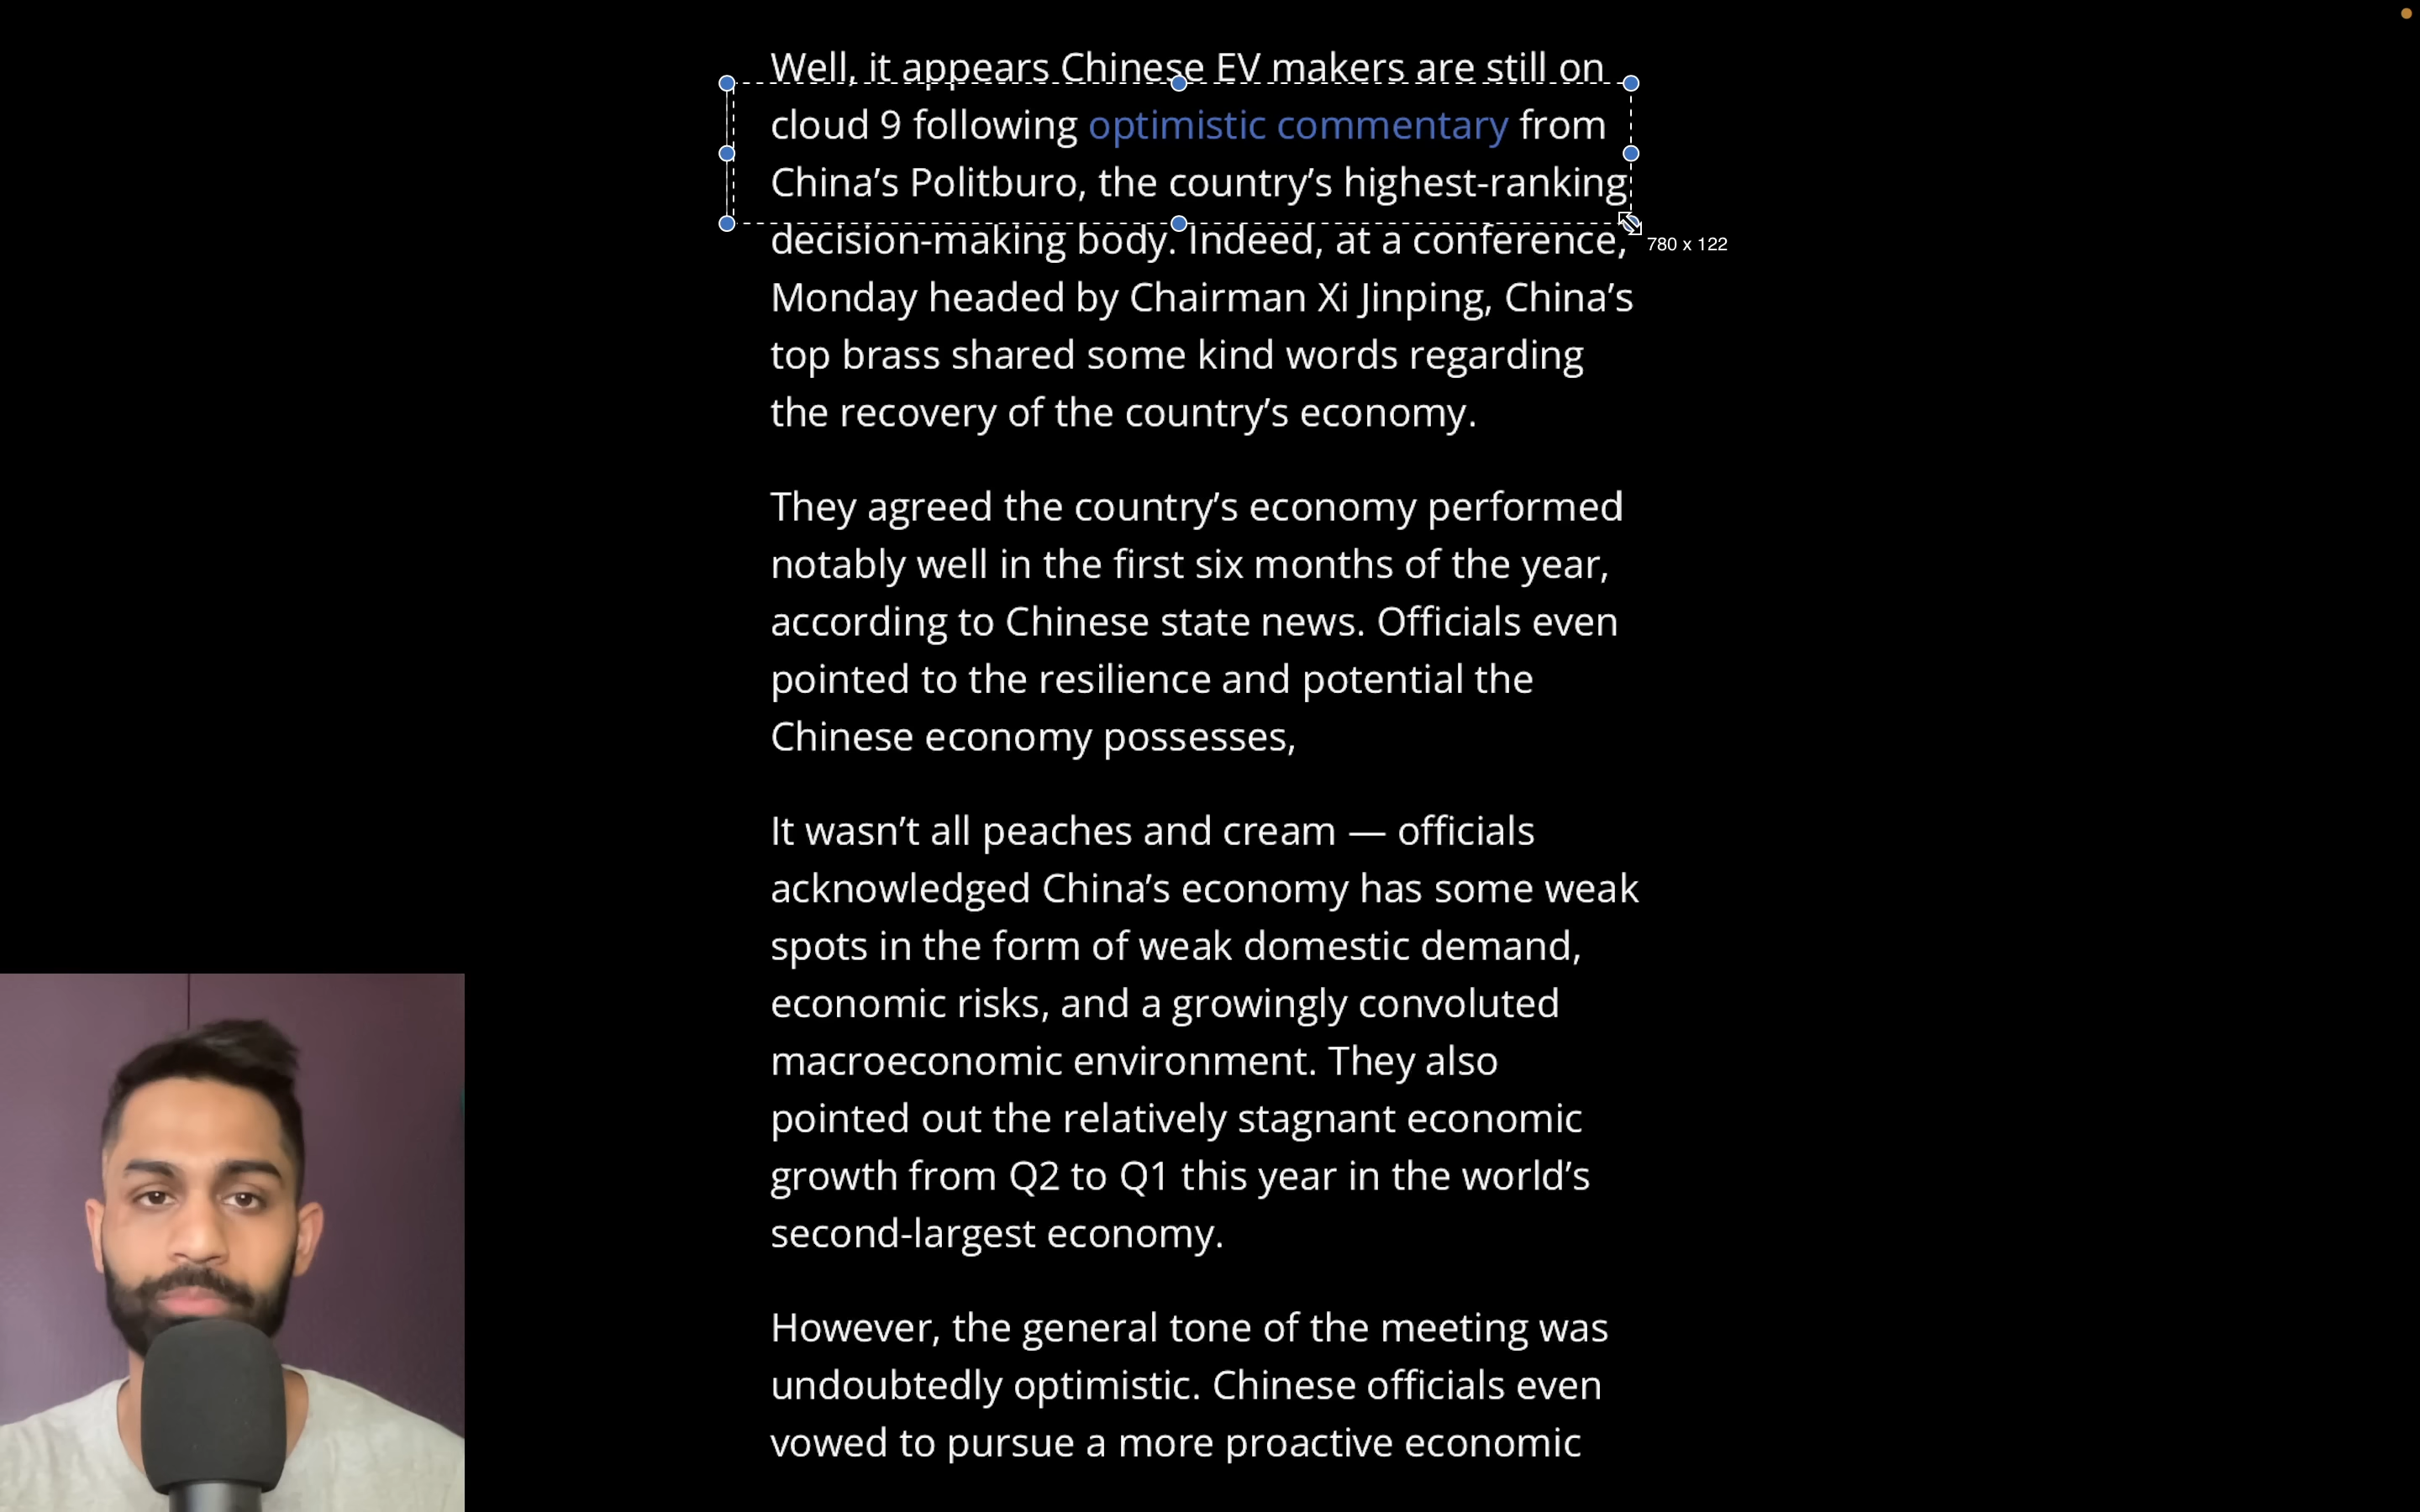 Well, it appears Chinese EV makers are still on
cloud 9 following optimistic commentary from
China’s Politburo, the country’s highest-ranking
decision-making body. Indeed, at a conference,
780 x 122
Monday headed by Chairman Xi Jinping, China’s
top brass shared some kind words regarding
the recovery of the country’s economy.
They agreed the country’s economy performed
notably well in the first six months of the year,
according to Chinese state news. Officials even
pointed to the resilience and potential the
Chinese economy possesses,
It wasn’t all peaches and cream — officials
acknowledged China’s economy has some weak
spots in the form of weak domestic demand,
economic risks, and a growingly convoluted
macroeconomic environment. They also
pointed out the relatively stagnant economic
growth from Q2 to Q1 this year in the world’s
second-largest economy.
However, the general tone of the meeting was
undoubtedly optimistic. Chinese officials even
vowed to pursue a more proactive economic